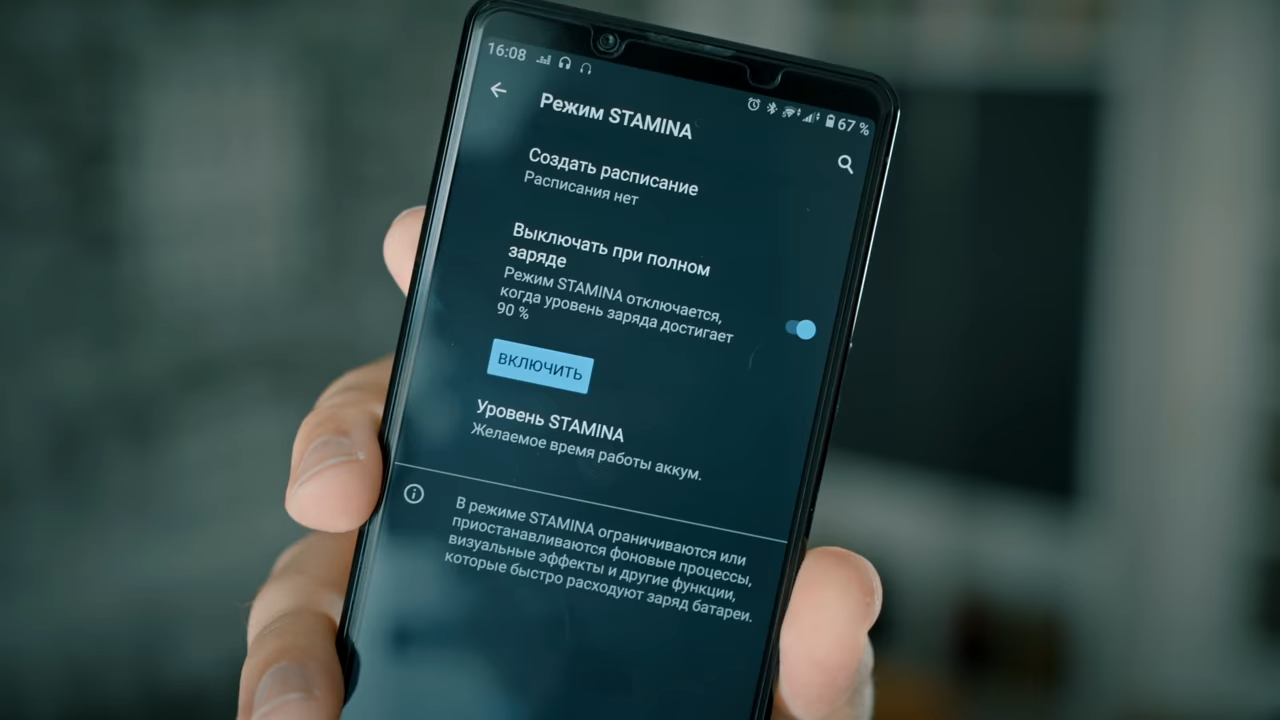 16:08
67 %
Режим STAMINA
Создать расписание
Расписания нет
Выключать при полном
заряде
Режим STAMINA отключается,
когда уровень заряда достигает
90 %
ВКЛЮЧИТЬ
Уровень STAMINA
Желаемое время работы аккум.
В режиме STAMINA ограничиваются или
приостанавливаются фоновые процессы,
визуальные эффекты и другие функции,
которые быстро расходуют заряд батареи.